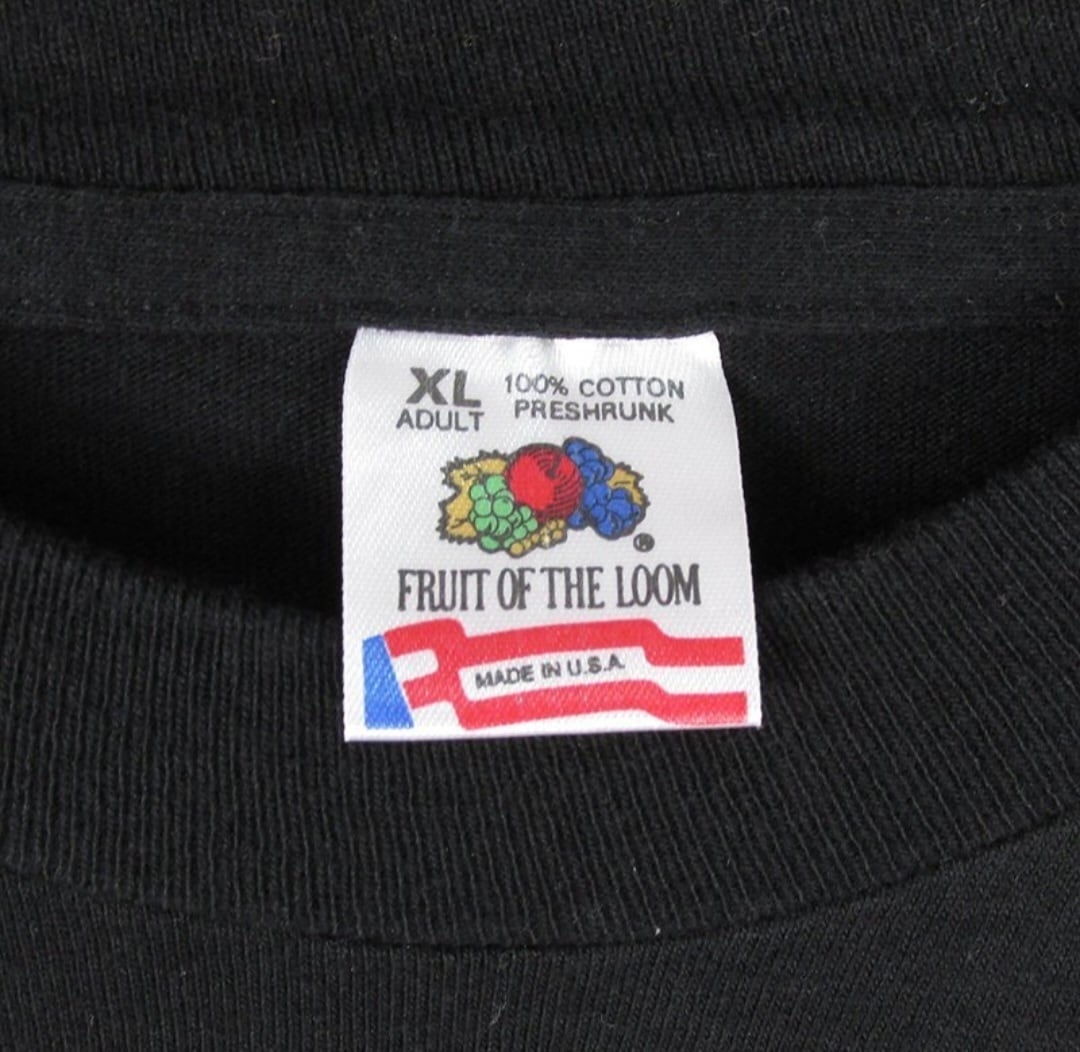 XL 100% COTTON
ADULT PRESHRUNK
®
FRUIT OF THE LOOM
MADE IN U.S.A.